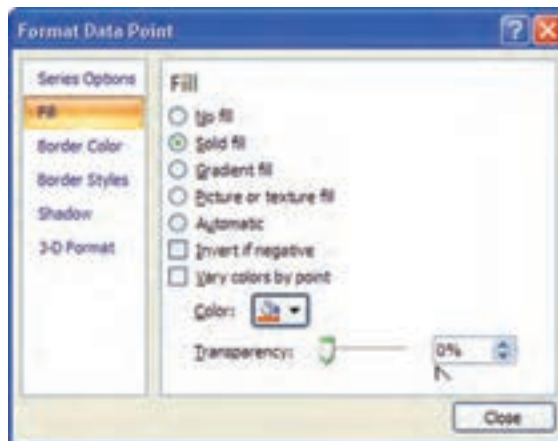 Format Data Point
Series Options
Fill
Border Color
Border Styles
Shadow
3-D Format
Fill
No fill
Solid fill
Gradient fill
Picture or texture fill
Automatic
Invert if negative
Vary colors by point
Color:
Transparency: 0%
Close